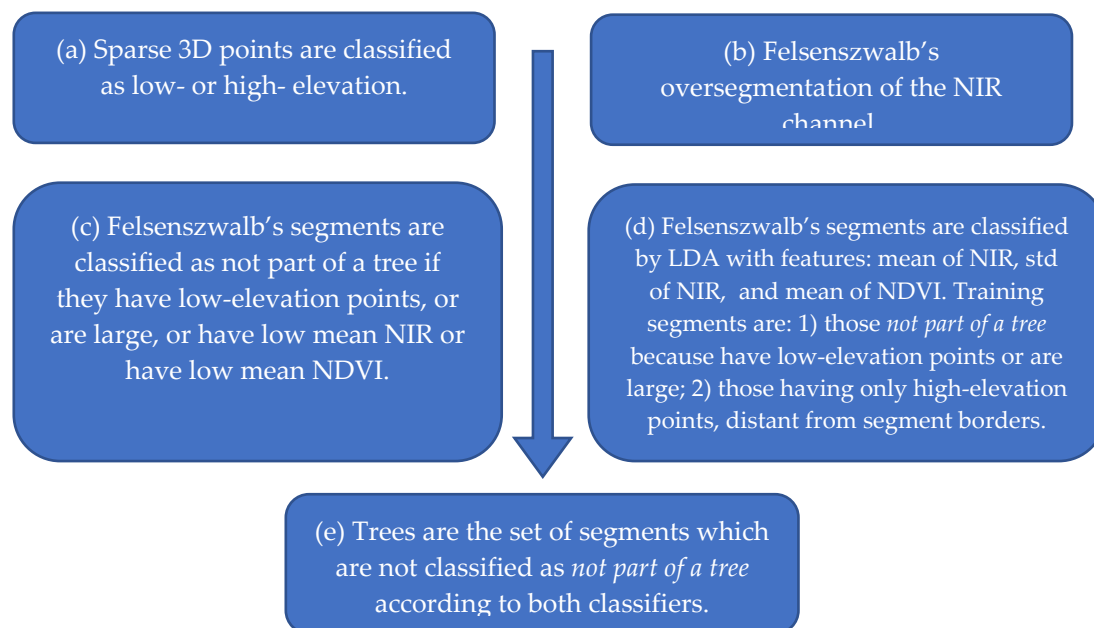 (a) Sparse 3D points are classified
as low- or high- elevation.
(b) Felsenszwalb’s
oversegmentation of the NIR
channel
(c) Felsenszwalb’s segments are
classified as not part of a tree if
they have low-elevation points, or
are large, or have low mean NIR or
have low mean NDVI.
(d) Felsenszwalb’s segments are classified
by LDA with features: mean of NIR, std
of NIR, and mean of NDVI. Training
segments are: 1) those not part of a tree
because have low-elevation points or are
large; 2) those having only high-elevation
points, distant from segment borders.
(e) Trees are the set of segments which
are not classified as not part of a tree
according to both classifiers.